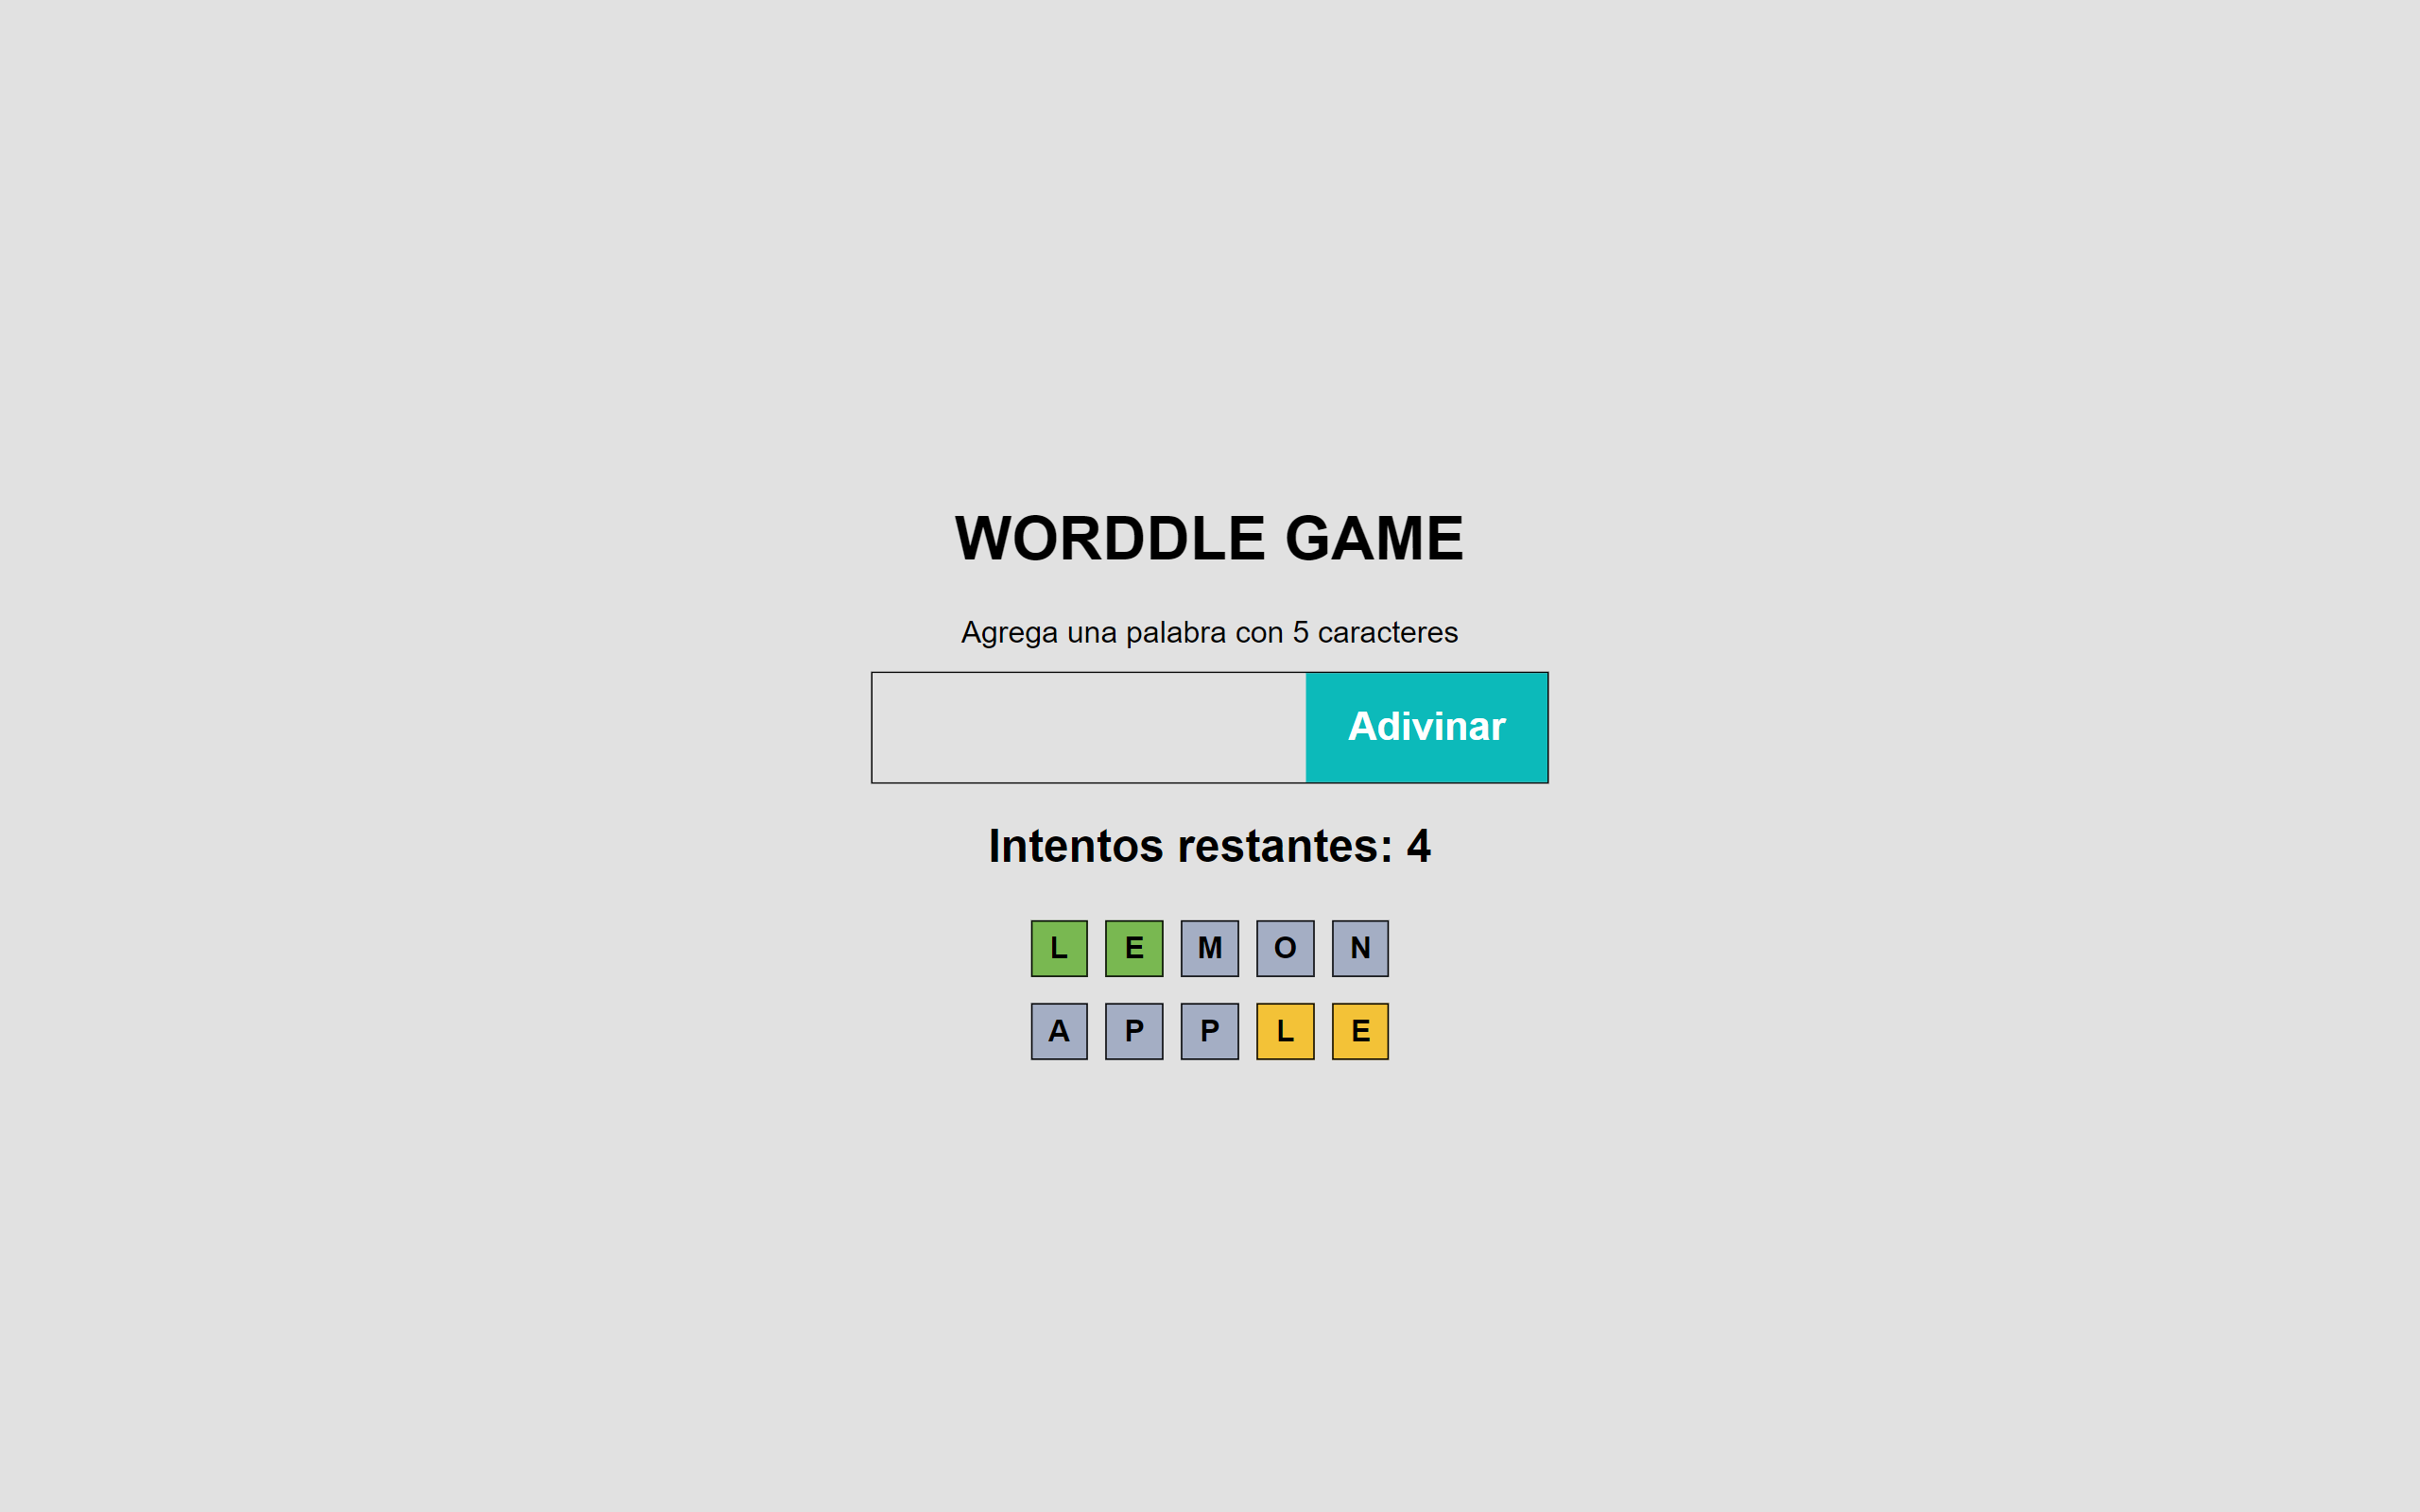 WORDDLE GAME
Agrega una palabra con 5 caracteres
Adivinar
Intentos restantes: 4
L E M O N
A P P L E